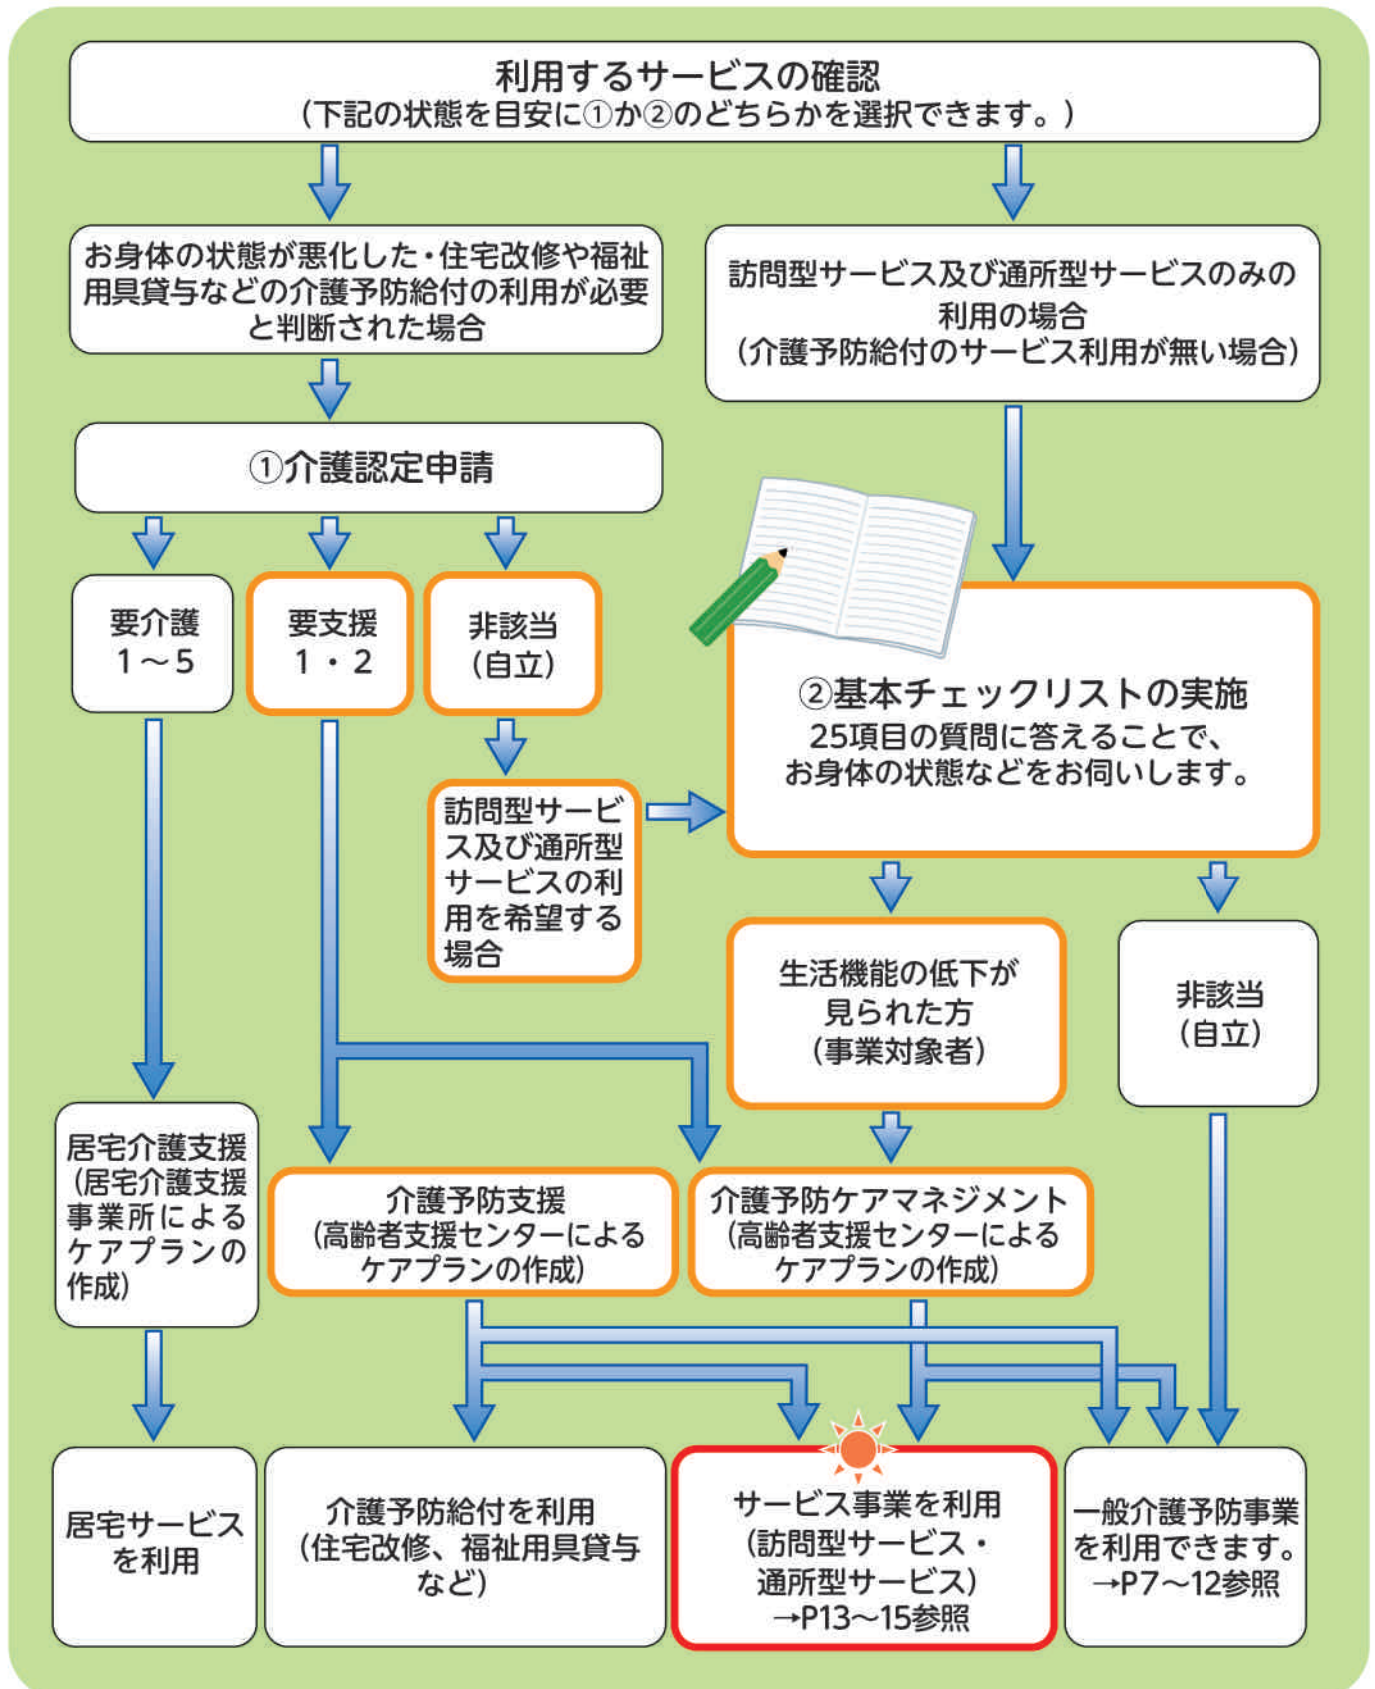 利用するサービスの確認
(下記の状態を目安に①か②のどちらかを選択できます。)
お身体の状態が悪化した・住宅改修や福祉
用具貸与などの介護予防給付の利用が必要
と判断された場合
訪問型サービス及び通所型サービスのみの
利用の場合
(介護予防給付のサービス利用が無い場合)
①介護認定申請
要介護
1〜5
要支援
1・2
非該当
(自立)
②基本チェックリストの実施
25項目の質問に答えることで、
お身体の状態などをお伺いします。
訪問型サービ
ス及び通所型
サービスの利
用を希望する
場合
生活機能の低下が
見られた方
(事業対象者)
非該当
(自立)
居宅介護支援
(居宅介護支援
事業所による
ケアプランの
作成)
介護予防支援
(高齢者支援センターによる
ケアプランの作成)
介護予防ケアマネジメント
(高齢者支援センターによる
ケアプランの作成)
居宅サービス
を利用
介護予防給付を利用
(住宅改修、福祉用具貸与
など)
サービス事業を利用
(訪問型サービス・
通所型サービス)
→P13〜15参照
一般介護予防事業
を利用できます。
→P7〜12参照